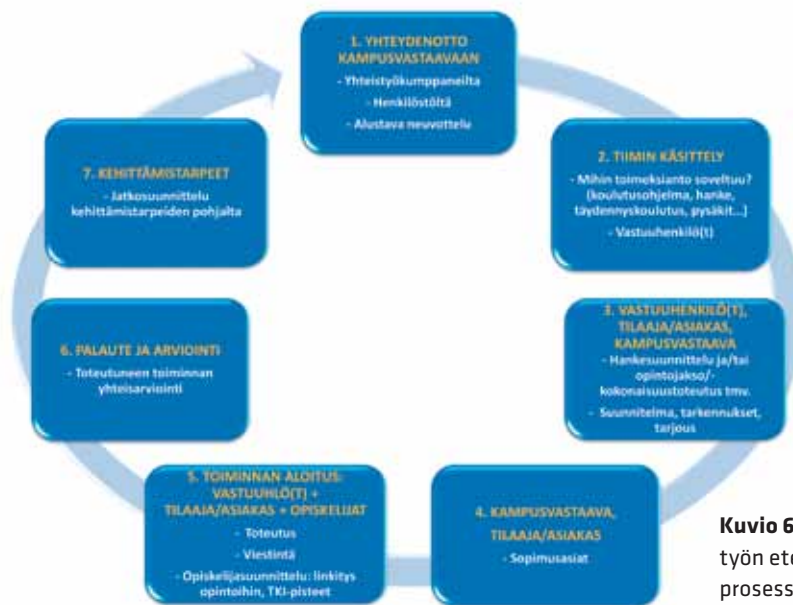 1. YHTEYDENOTTO
KAMPUSVASTAAVAAN
- Yhteistyökumppaneilta
- Henkilöstöltä
- Alustava neuvottelu
2. TIIMIN KÄSITTELY
- Mihin toimeksianto soveltuu?
(koulutusohjelma, hanke,
täydennyskoulutus, pysäkit...)
- Vastuuhenkilö(t)
3. VASTUUHENKILÖ(T),
TILAAJA/ASIAKAS,
KAMPUSVASTAAVA
- Hankesuunnittelu ja/tai
opintojakso/-
kokonaisuustoteutus tmv.
- Suunnitelma, tarkennukset,
tarjous
4. KAMPUSVASTAAVA,
TILAAJA/ASIAKAS
- Sopimusasiat
5. TOIMINNAN ALOITUS:
VASTUUHLÖ(T) +
TILAAJA/ASIAKAS + OPISKELIJAT
- Toteutus
- Viestintä
- Opiskelijasuunnittelu: linkitys
opintoihin, TKI-pisteet
6. PALAUTE JA ARVIOINTI
- Toteutuneen toiminnan
yhteisarviointi
7. KEHITTÄMISTARPEET
- Jatkosuunnittelu
kehittämistarpeiden pohjalta
Kuvio 6
työn ete
prosess